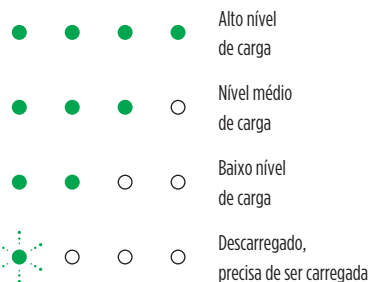 Alto nível
de carga
Nível médio
de carga
Baixo nível
de carga
Descarregado,
precisa de ser carregada